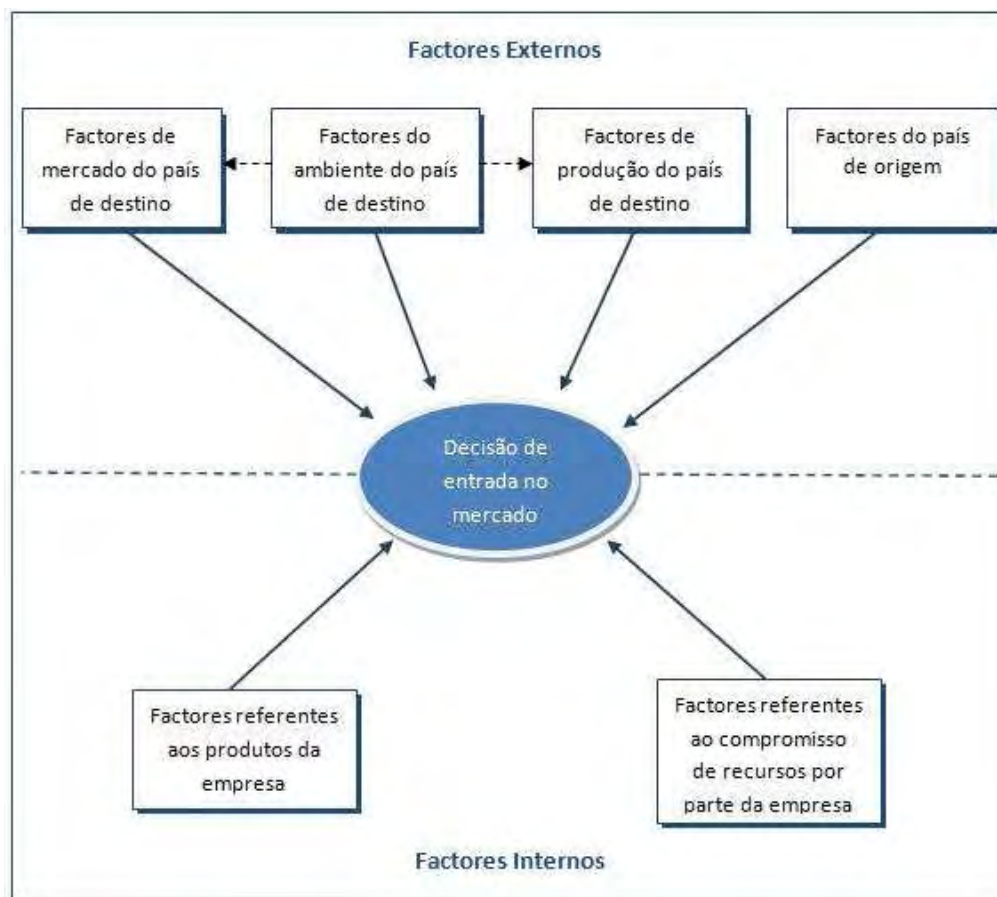 Factores Externos
Factores de
mercado do país
de destino
Factores do
ambiente do país
de destino
Factores de
produção do país
de destino
Factores do país
de origem
Decisão de
entrada no
mercado
Factores referentes
aos produtos da
empresa
Factores referentes
ao compromisso
de recursos por
parte da empresa
Factores Internos